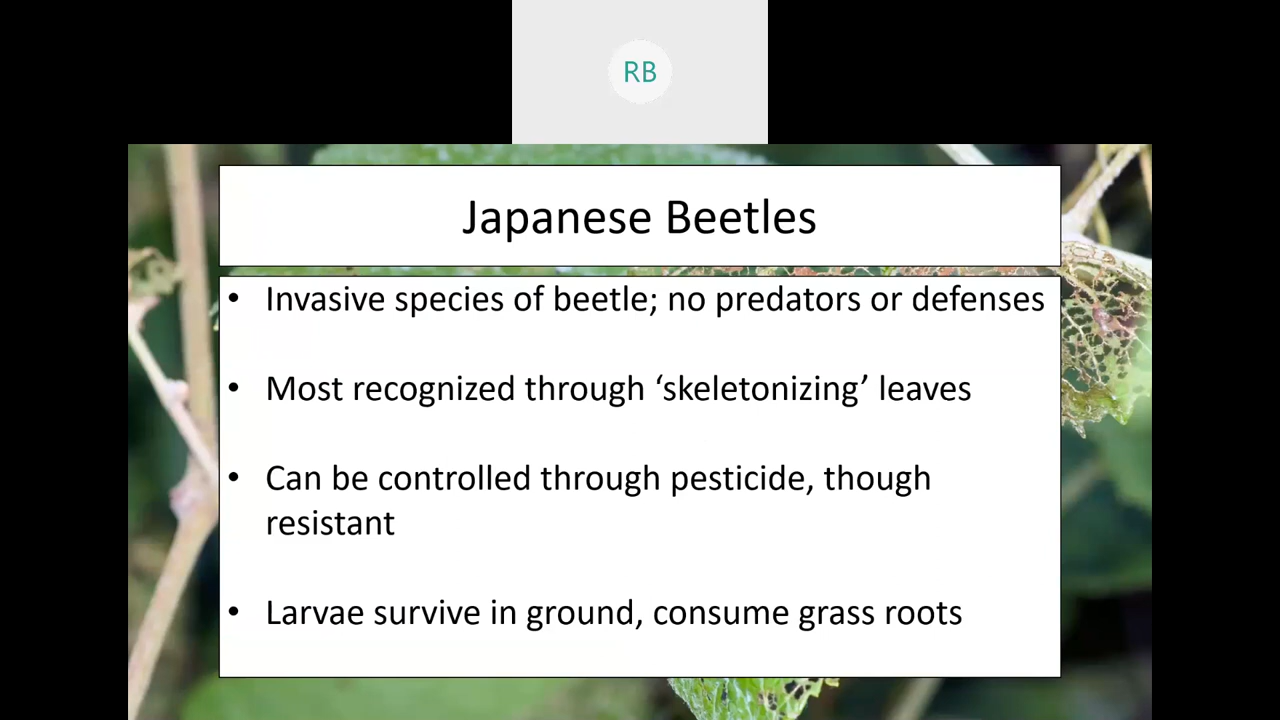 RB
Japanese Beetles
• Invasive species of beetle; no predators or defenses
• Most recognized through ‘skeletonizing’ leaves
• Can be controlled through pesticide, though
resistant
• Larvae survive in ground, consume grass roots